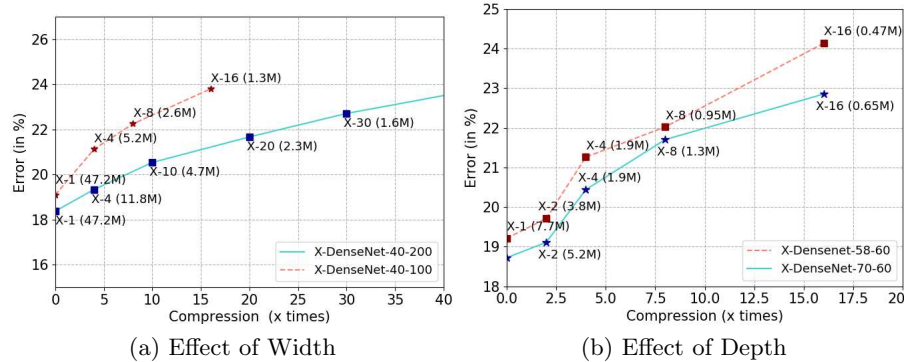 26
24
22
20
18
16
Error (in %)
X-16 (1.3M)
X-8 (2.6M)
X-4 (5.2M)
X-30 (1.6M)
X-20 (2.3M)
X-10 (4.7M)
X-1 (47.2M)
X-4 (11.8M)
X-1 (47.2M)
X-DenseNet-40-200
X-DenseNet-40-100
0 5 10 15 20 25 30 35 40
Compression (x times)
(a) Effect of Width
25
24
23
22
21
20
19
18
Error (in %)
X-16 (0.47M)
X-16 (0.65M)
X-8 (0.95M)
X-8 (1.3M)
X-4 (1.9M)
X-4 (1.9M)
X-2 (3.8M)
X-1 (7.7M)
X-2 (5.2M)
X-Densenet-58-60
X-DenseNet-70-60
0.0 2.5 5.0 7.5 10.0 12.5 15.0 17.5 20.0
Compression (x times)
(b) Effect of Depth